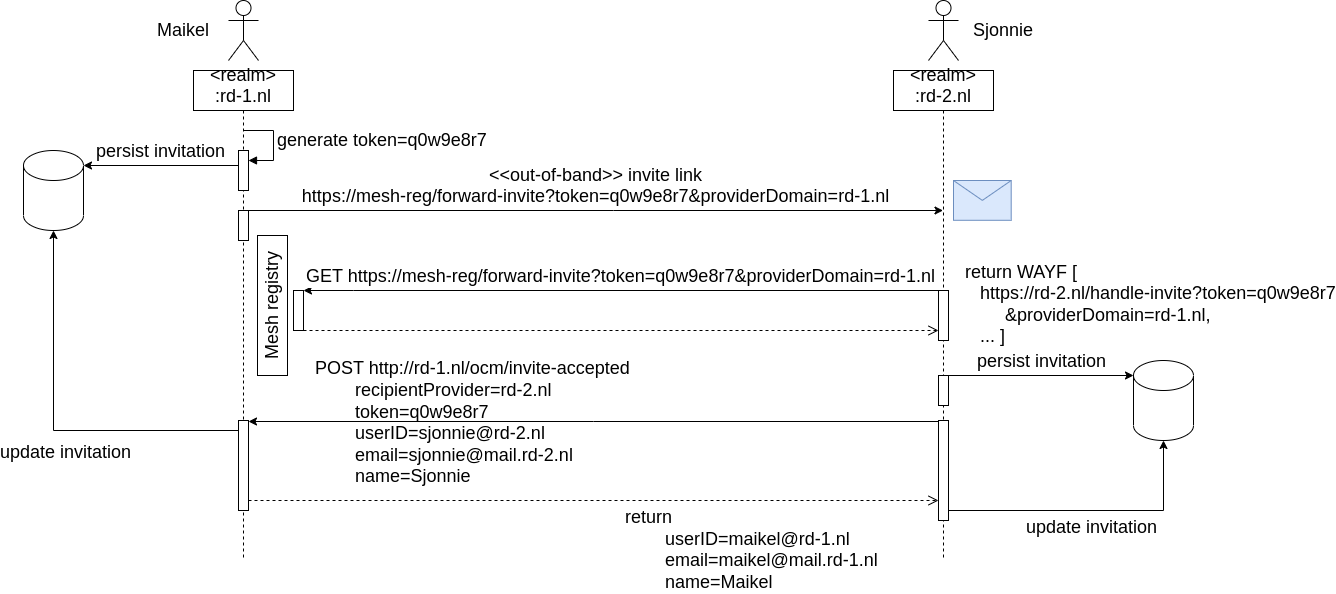 Maikel
Sjonnie
<realm>
:rd-1.nl
<realm>
:rd-2.nl
generate token=q0w9e8r7
persist invitation
<<out-of-band>> invite link
https://mesh-reg/forward-invite?token=q0w9e8r7&providerDomain=rd-1.nl
Mesh registry
GET https://mesh-reg/forward-invite?token=q0w9e8r7&providerDomain=rd-1.nl
return WAYF [
https://rd-2.nl/handle-invite?token=q0w9e8r7
&providerDomain=rd-1.nl,
... ]
persist invitation
POST http://rd-1.nl/ocm/invite-accepted
recipientProvider=rd-2.nl
token=q0w9e8r7
userID=sjonnie@rd-2.nl
email=sjonnie@mail.rd-2.nl
name=Sjonnie
update invitation
return
userID=maikel@rd-1.nl
email=maikel@mail.rd-1.nl
name=Maikel
update invitation